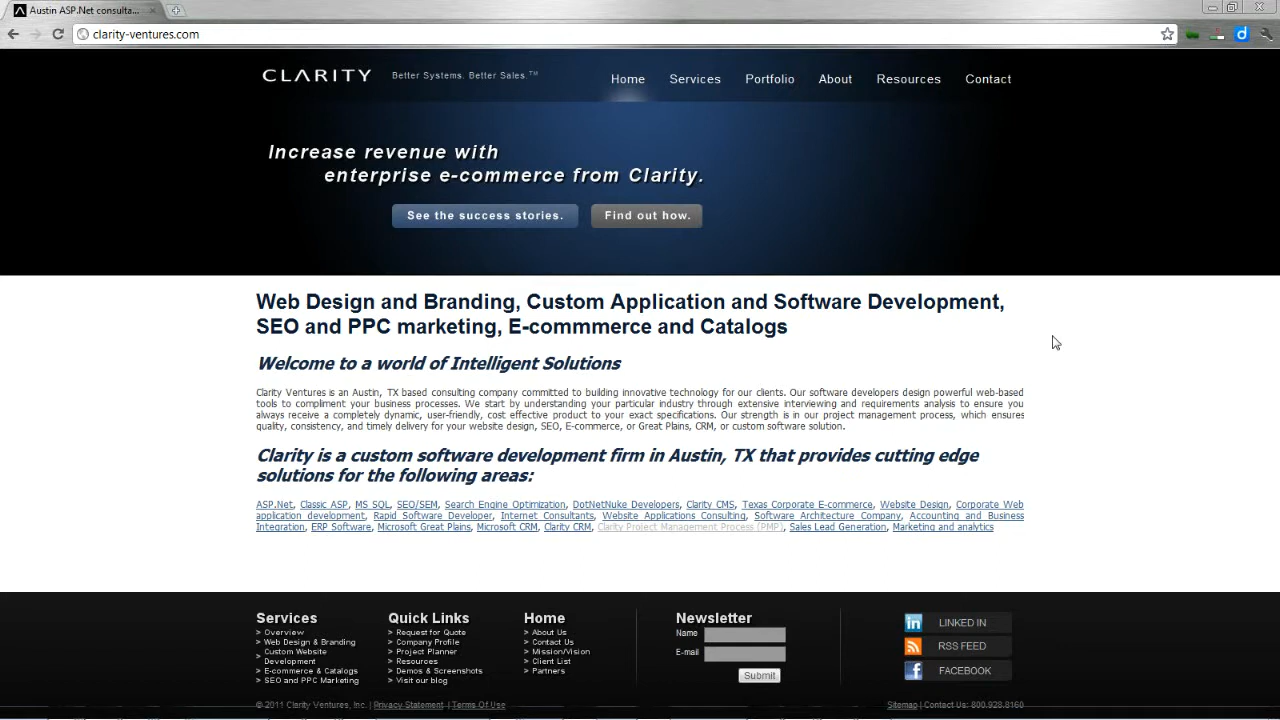 Austin ASP.Net consulta...
clarity-ventures.com
CLARITY Better Systems. Better Sales.™
Home Services Portfolio About Resources Contact
Increase revenue with
enterprise e-commerce from Clarity.
See the success stories. Find out how.
Web Design and Branding, Custom Application and Software Development,
SEO and PPC marketing, E-commmerce and Catalogs
Welcome to a world of Intelligent Solutions
Clarity Ventures is an Austin, TX based consulting company committed to building innovative technology for our clients. Our software developers design powerful web-based
tools to compliment your business processes. We start by understanding your particular industry through extensive interviewing and requirements analysis to ensure you
always receive a completely dynamic, user-friendly, cost effective product to your exact specifications. Our strength is in our project management process, which ensures
quality, consistency, and timely delivery for your website design, SEO, E-commerce, or Great Plains, CRM, or custom software solution.
Clarity is a custom software development firm in Austin, TX that provides cutting edge
solutions for the following areas:
ASP.Net, Classic ASP, MS SQL, SEO/SEM, Search Engine Optimization, DotNetNuke Developers, Clarity CMS, Texas Corporate E-commerce, Website Design, Corporate Web
application development, Rapid Software Developer, Internet Consultants, Website Applications Consulting, Software Architecture Company, Accounting and Business
Integration, ERP Software, Microsoft Great Plains, Microsoft CRM, Clarity CRM, Clarity Project Management Process (PMP), Sales Lead Generation, Marketing and analytics
Services
> Overview
> Web Design & Branding
> Custom Website
Development
> E-commerce & Catalogs
> SEO and PPC Marketing
Quick Links
> Request for Quote
> Company Profile
> Project Planner
> Resources
> Demos & Screenshots
> Visit our blog
Home
> About Us
> Contact Us
> Mission/Vision
> Client List
> Partners
Newsletter
Name
E-mail
Submit
LINKED IN
RSS FEED
FACEBOOK
© 2011 Clarity Ventures, Inc. | Privacy Statement | Terms Of Use
Sitemap | Contact Us: 800.928.8160